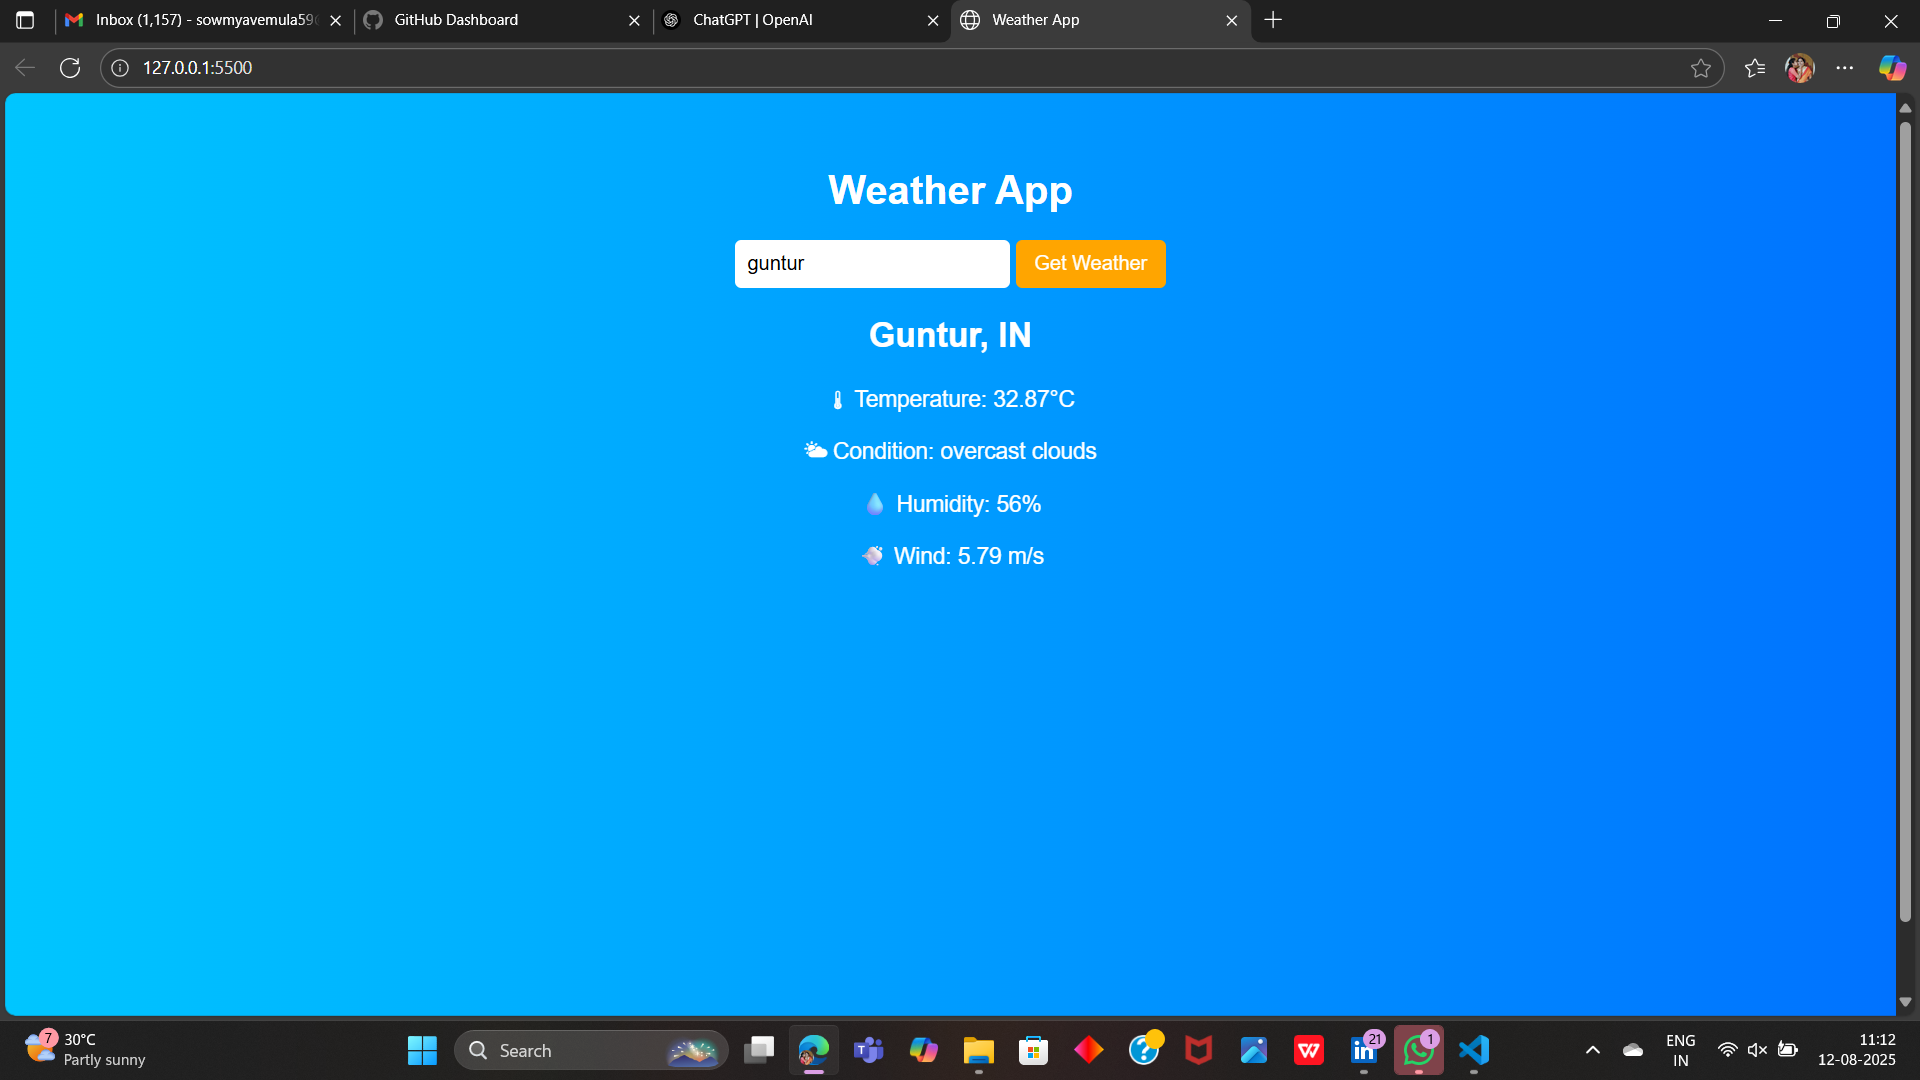 Inbox (1,157) - sowmyavemula59
GitHub Dashboard
ChatGPT | OpenAI
Weather App
127.0.0.1:5500
Weather App
guntur
Get Weather
Guntur, IN
🌡 Temperature: 32.87°C
🌥 Condition: overcast clouds
💧 Humidity: 56%
Wind: 5.79 m/s
7
30°C
Partly sunny
Search
T
?
W
in
21
1
ENG
IN
11:12
12-08-2025